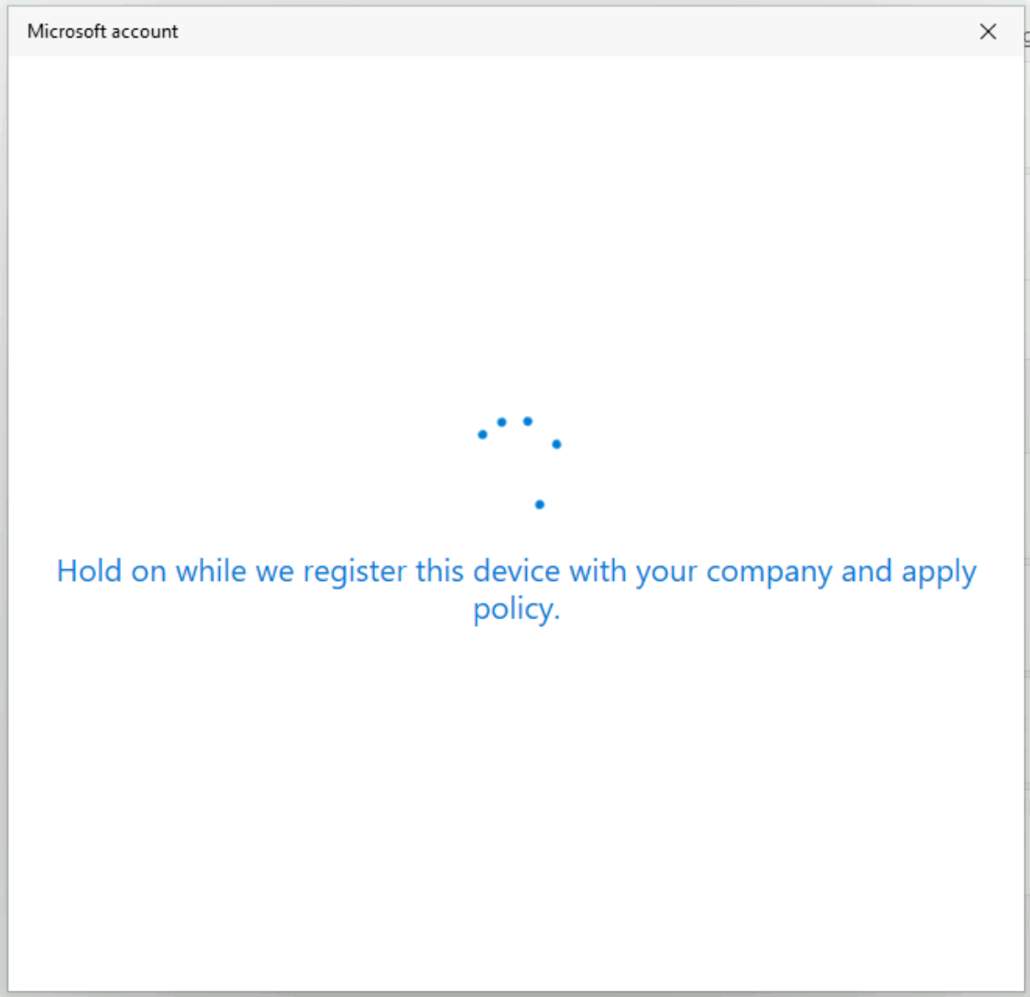 Microsoft account
Hold on while we register this device with your company and apply
policy.